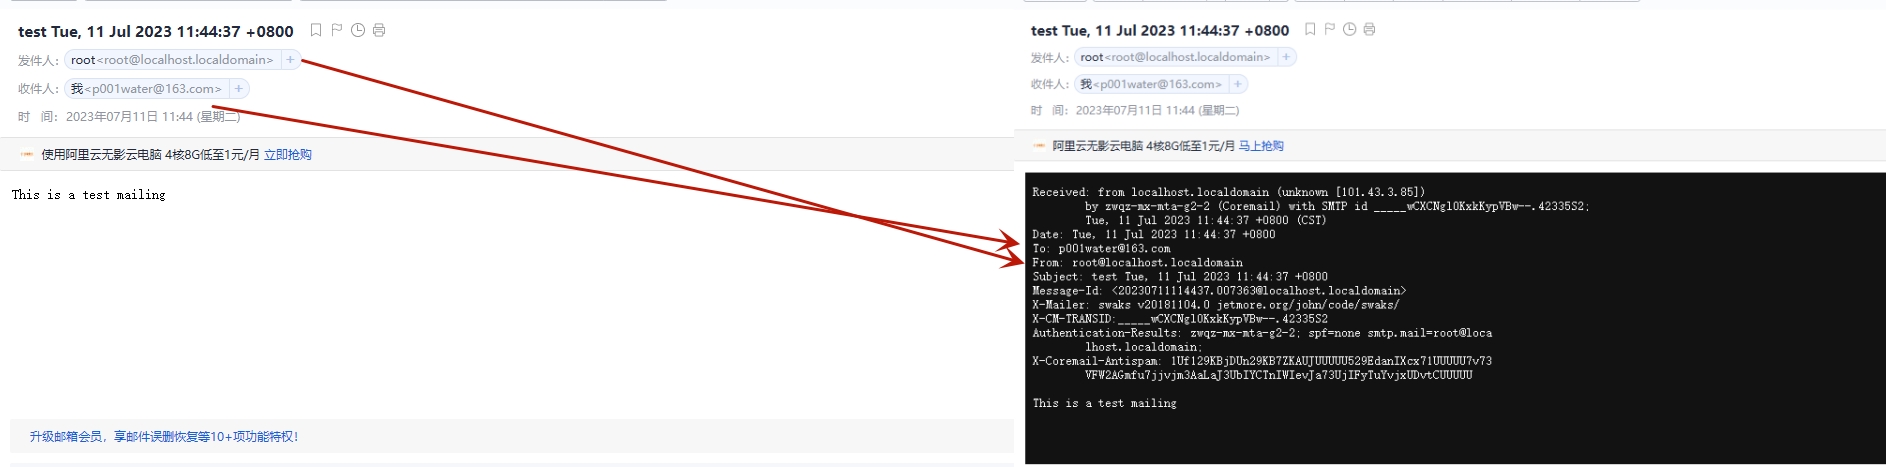 test Tue, 11 Jul 2023 11:44:37 +0800
发件人： root<root@localhost.localdomain> +
收件人： 我<p001water@163.com> +
时 间： 2023年07月11日 11:44 (星期二)
使用阿里云无影云电脑 4核8G低至1元/月 立即抢购
This is a test mailing
升级邮箱会员，享邮件误删恢复等10+项功能特权！
test Tue, 11 Jul 2023 11:44:37 +0800
发件人： root<root@localhost.localdomain> +
收件人： 我<p001water@163.com> +
时 间： 2023年07月11日 11:44 (星期二)
阿里云无影云电脑 4核8G低至1元/月 马上抢购
Received: from localhost.localdomain (unknown [101.43.3.85])
by zwqz-mx-mta-g2-2 (Coremail) with SMTP id _____wCXCNglOKxkKypVBw--.42335S2;
Tue, 11 Jul 2023 11:44:37 +0800 (CST)
Date: Tue, 11 Jul 2023 11:44:37 +0800
To: p001water@163.com
From: root@localhost.localdomain
Subject: test Tue, 11 Jul 2023 11:44:37 +0800
Message-Id: <20230711114437.007363@localhost.localdomain>
X-Mailer: swaks v20181104.0 jetmore.org/john/code/swaks/
X-CM-TRANSID:_____wCXCNglOKxkKypVBw--.42335S2
Authentication-Results: zwqz-mx-mta-g2-2; spf=none smtp.mail=root@loca
lhost.localdomain;
X-Coremail-Antispam: 1Uf129KBjDUn29KB7ZKAUJUUUUU529EdanIXcx71UUUUU7v73
VFW2AGmfu7jjvjm3AaLaJ3UbIYCTnIWIevJa73UjIFyTuYvjxUDvtCUUUUU
This is a test mailing